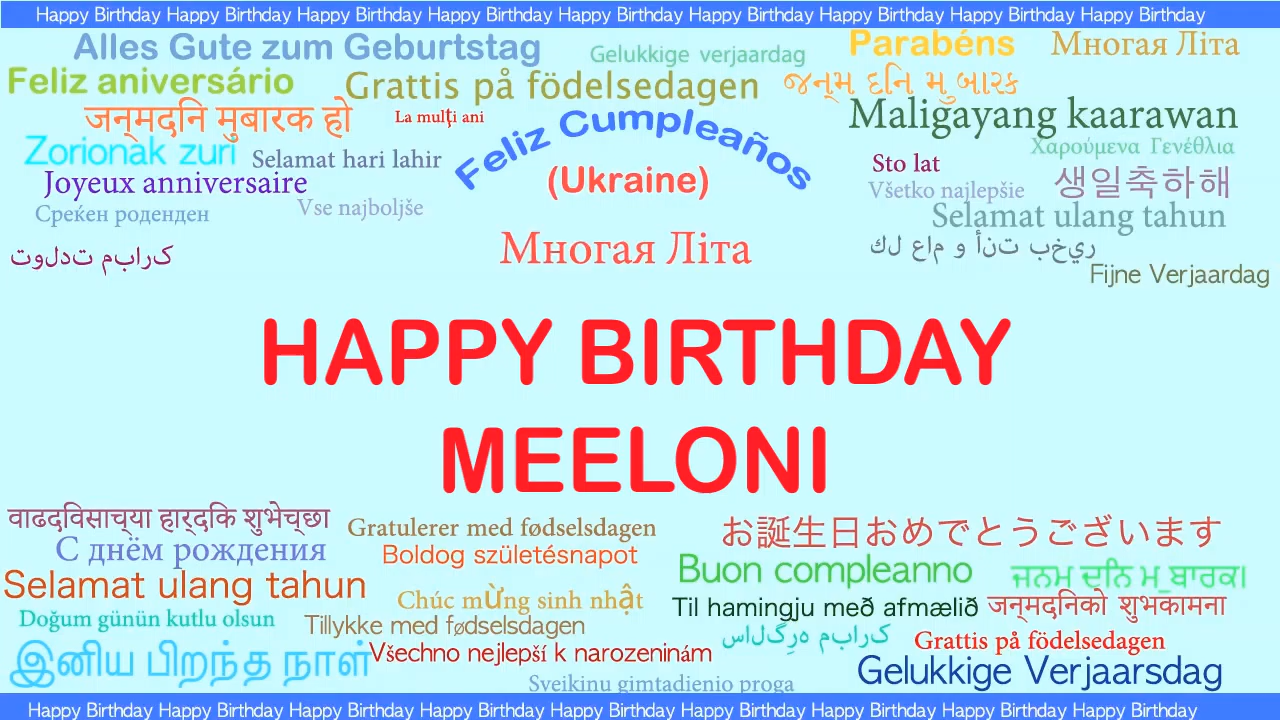 Happy Birthday Happy Birthday Happy Birthday Happy Birthday Happy Birthday Happy Birthday Happy Birthday Happy Birthday Happy Birthday
Alles Gute zum Geburtstag
Gelukkige verjaardag
Parabéns
Многая Літа
Feliz aniversário
Grattis på födelsedagen
જન્મ દનિ મુ બારક
जन्मदनि मुबारक हो
La mulţi ani
Feliz Cumpleaños
Maligayang kaarawan
Zorionak zuri
Selamat hari lahir
(Ukraine)
Sto lat
Χαρούμενα Γενέθλια
Joyeux anniversaire
Všetko najlepšie
생일축하해
Среќен роденден
Vse najboljše
Selamat ulang tahun
Многая Літа
تولدت مبارک
كل عام و أنت بخير
Fijne Verjaardag
HAPPY BIRTHDAY
MEELONI
वाढदविसाच्या हार्दकि शुभेच्छा
Gratulerer med fødselsdagen
お誕生日おめでとうございます
С днём рождения
Boldog születésnapot
Selamat ulang tahun
Buon compleanno
ਜਨਮ ਦਨਿ ਮੁਬਾਰਕ।
Chúc mừng sinh nhật
Til hamingju með afmælið
जन्मदनिको शुभकामना
Doğum günün kutlu olsun
Tillykke med fødselsdagen
سالگرہ مبارک
Grattis på födelsedagen
இனிய பிறந்த நாள்
Všechno nejlepší k narozeninám
Gelukkige Verjaarsdag
Sveikinu gimtadienio proga
Happy Birthday Happy Birthday Happy Birthday Happy Birthday Happy Birthday Happy Birthday Happy Birthday Happy Birthday Happy Birthday